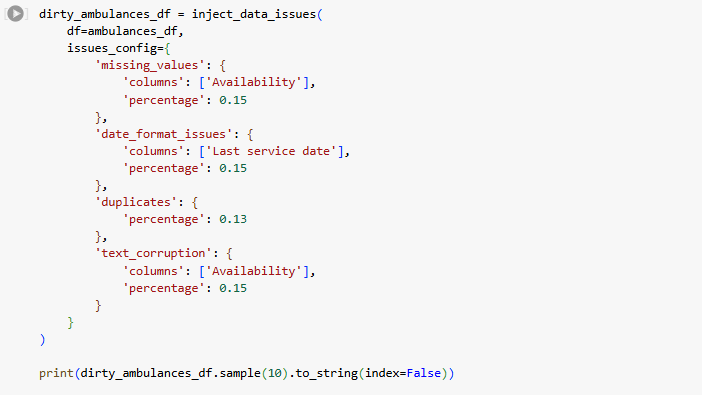 dirty_ambulances_df = inject_data_issues(
    df=ambulances_df,
    issues_config={
        'missing_values': {
            'columns': ['Availability'],
            'percentage': 0.15
        },
        'date_format_issues': {
            'columns': ['Last service date'],
            'percentage': 0.15
        },
        'duplicates': {
            'percentage': 0.13
        },
        'text_corruption': {
            'columns': ['Availability'],
            'percentage': 0.15
        }
    }
)

print(dirty_ambulances_df.sample(10).to_string(index=False))